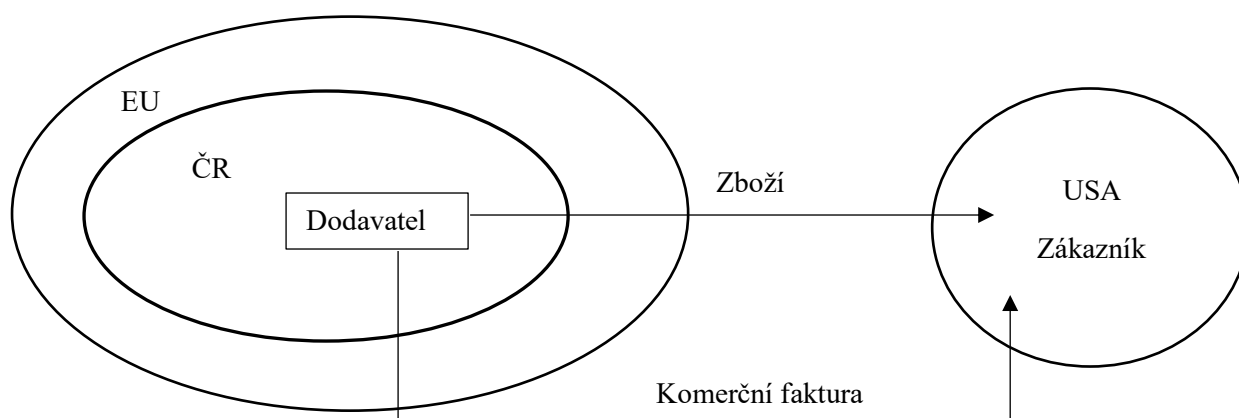 EU
ČR
Dodavatel
Zboží
USA
Zákazník
Komerční faktura